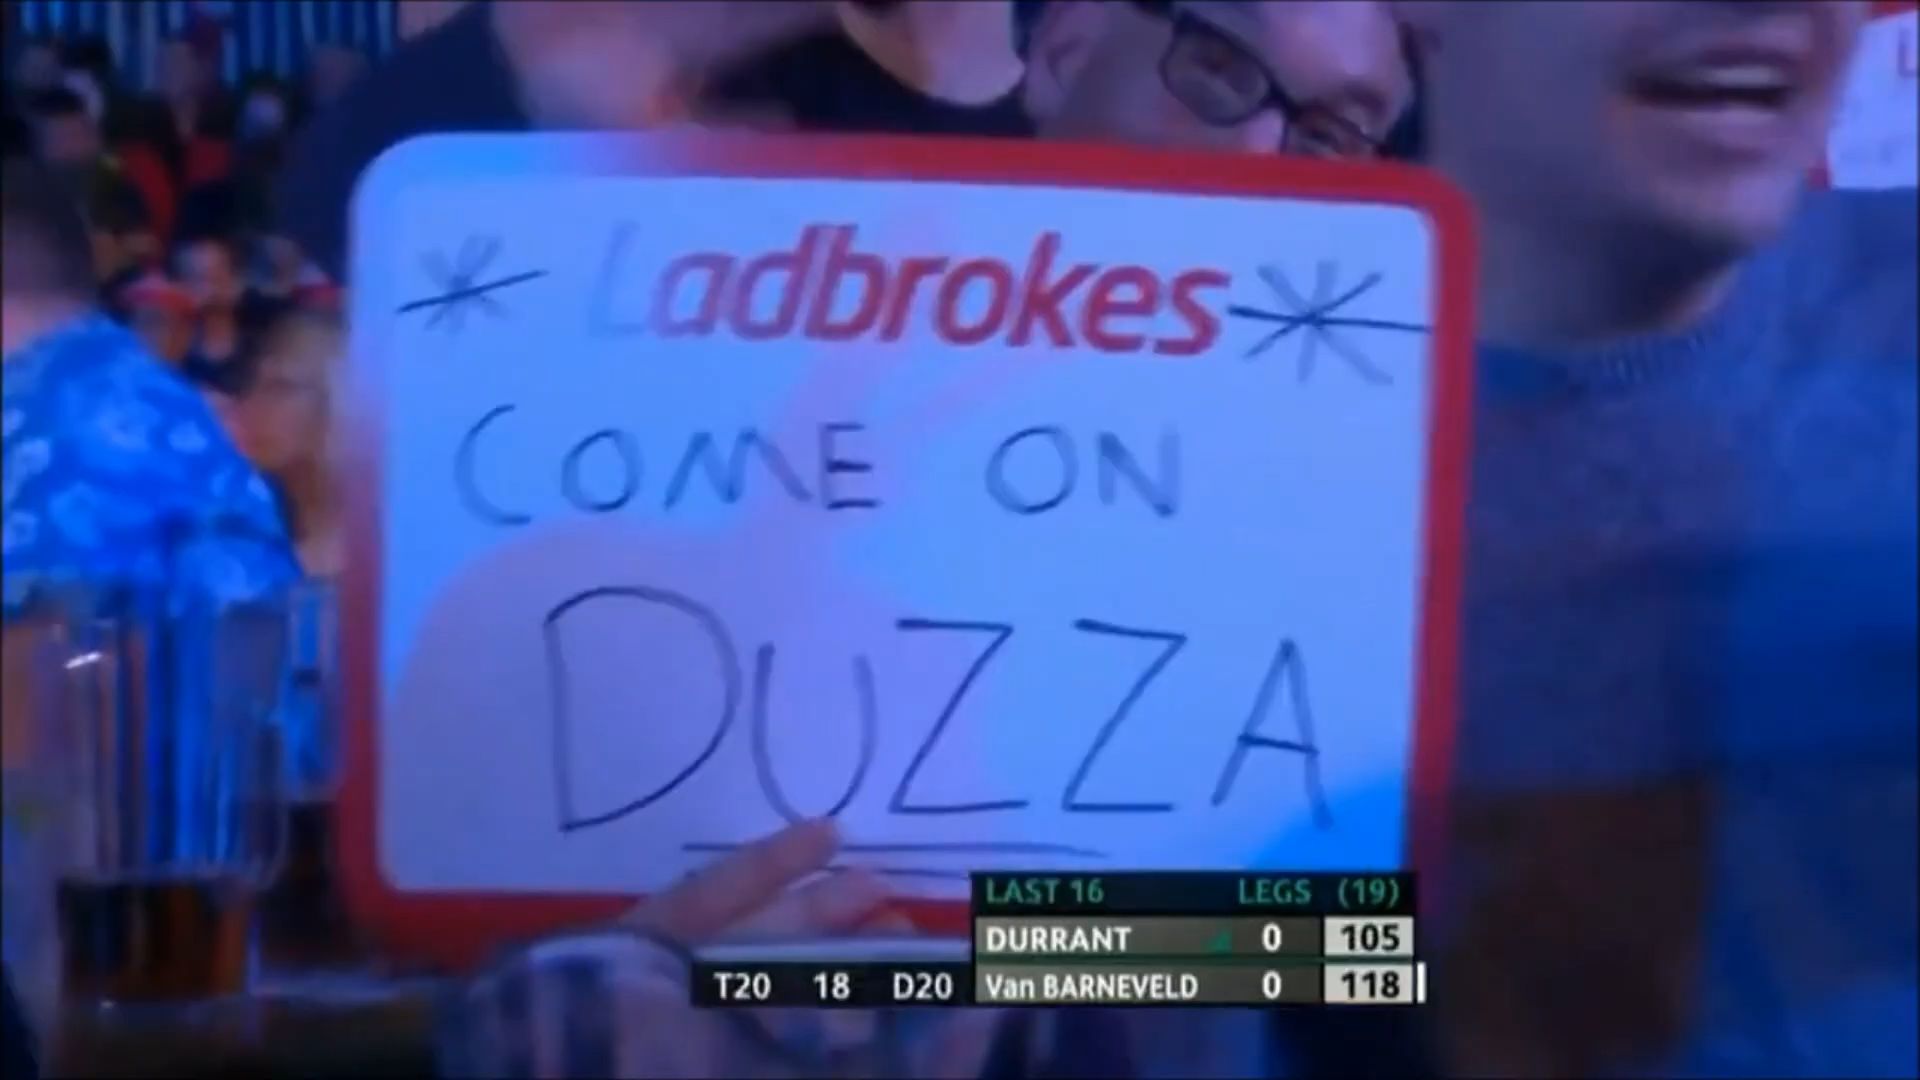 Ladbrokes
COME ON
DUZZA
LAST 16 LEGS (19)
DURRANT 0 105
T20 18 D20 Van BARNEVELD 0 118